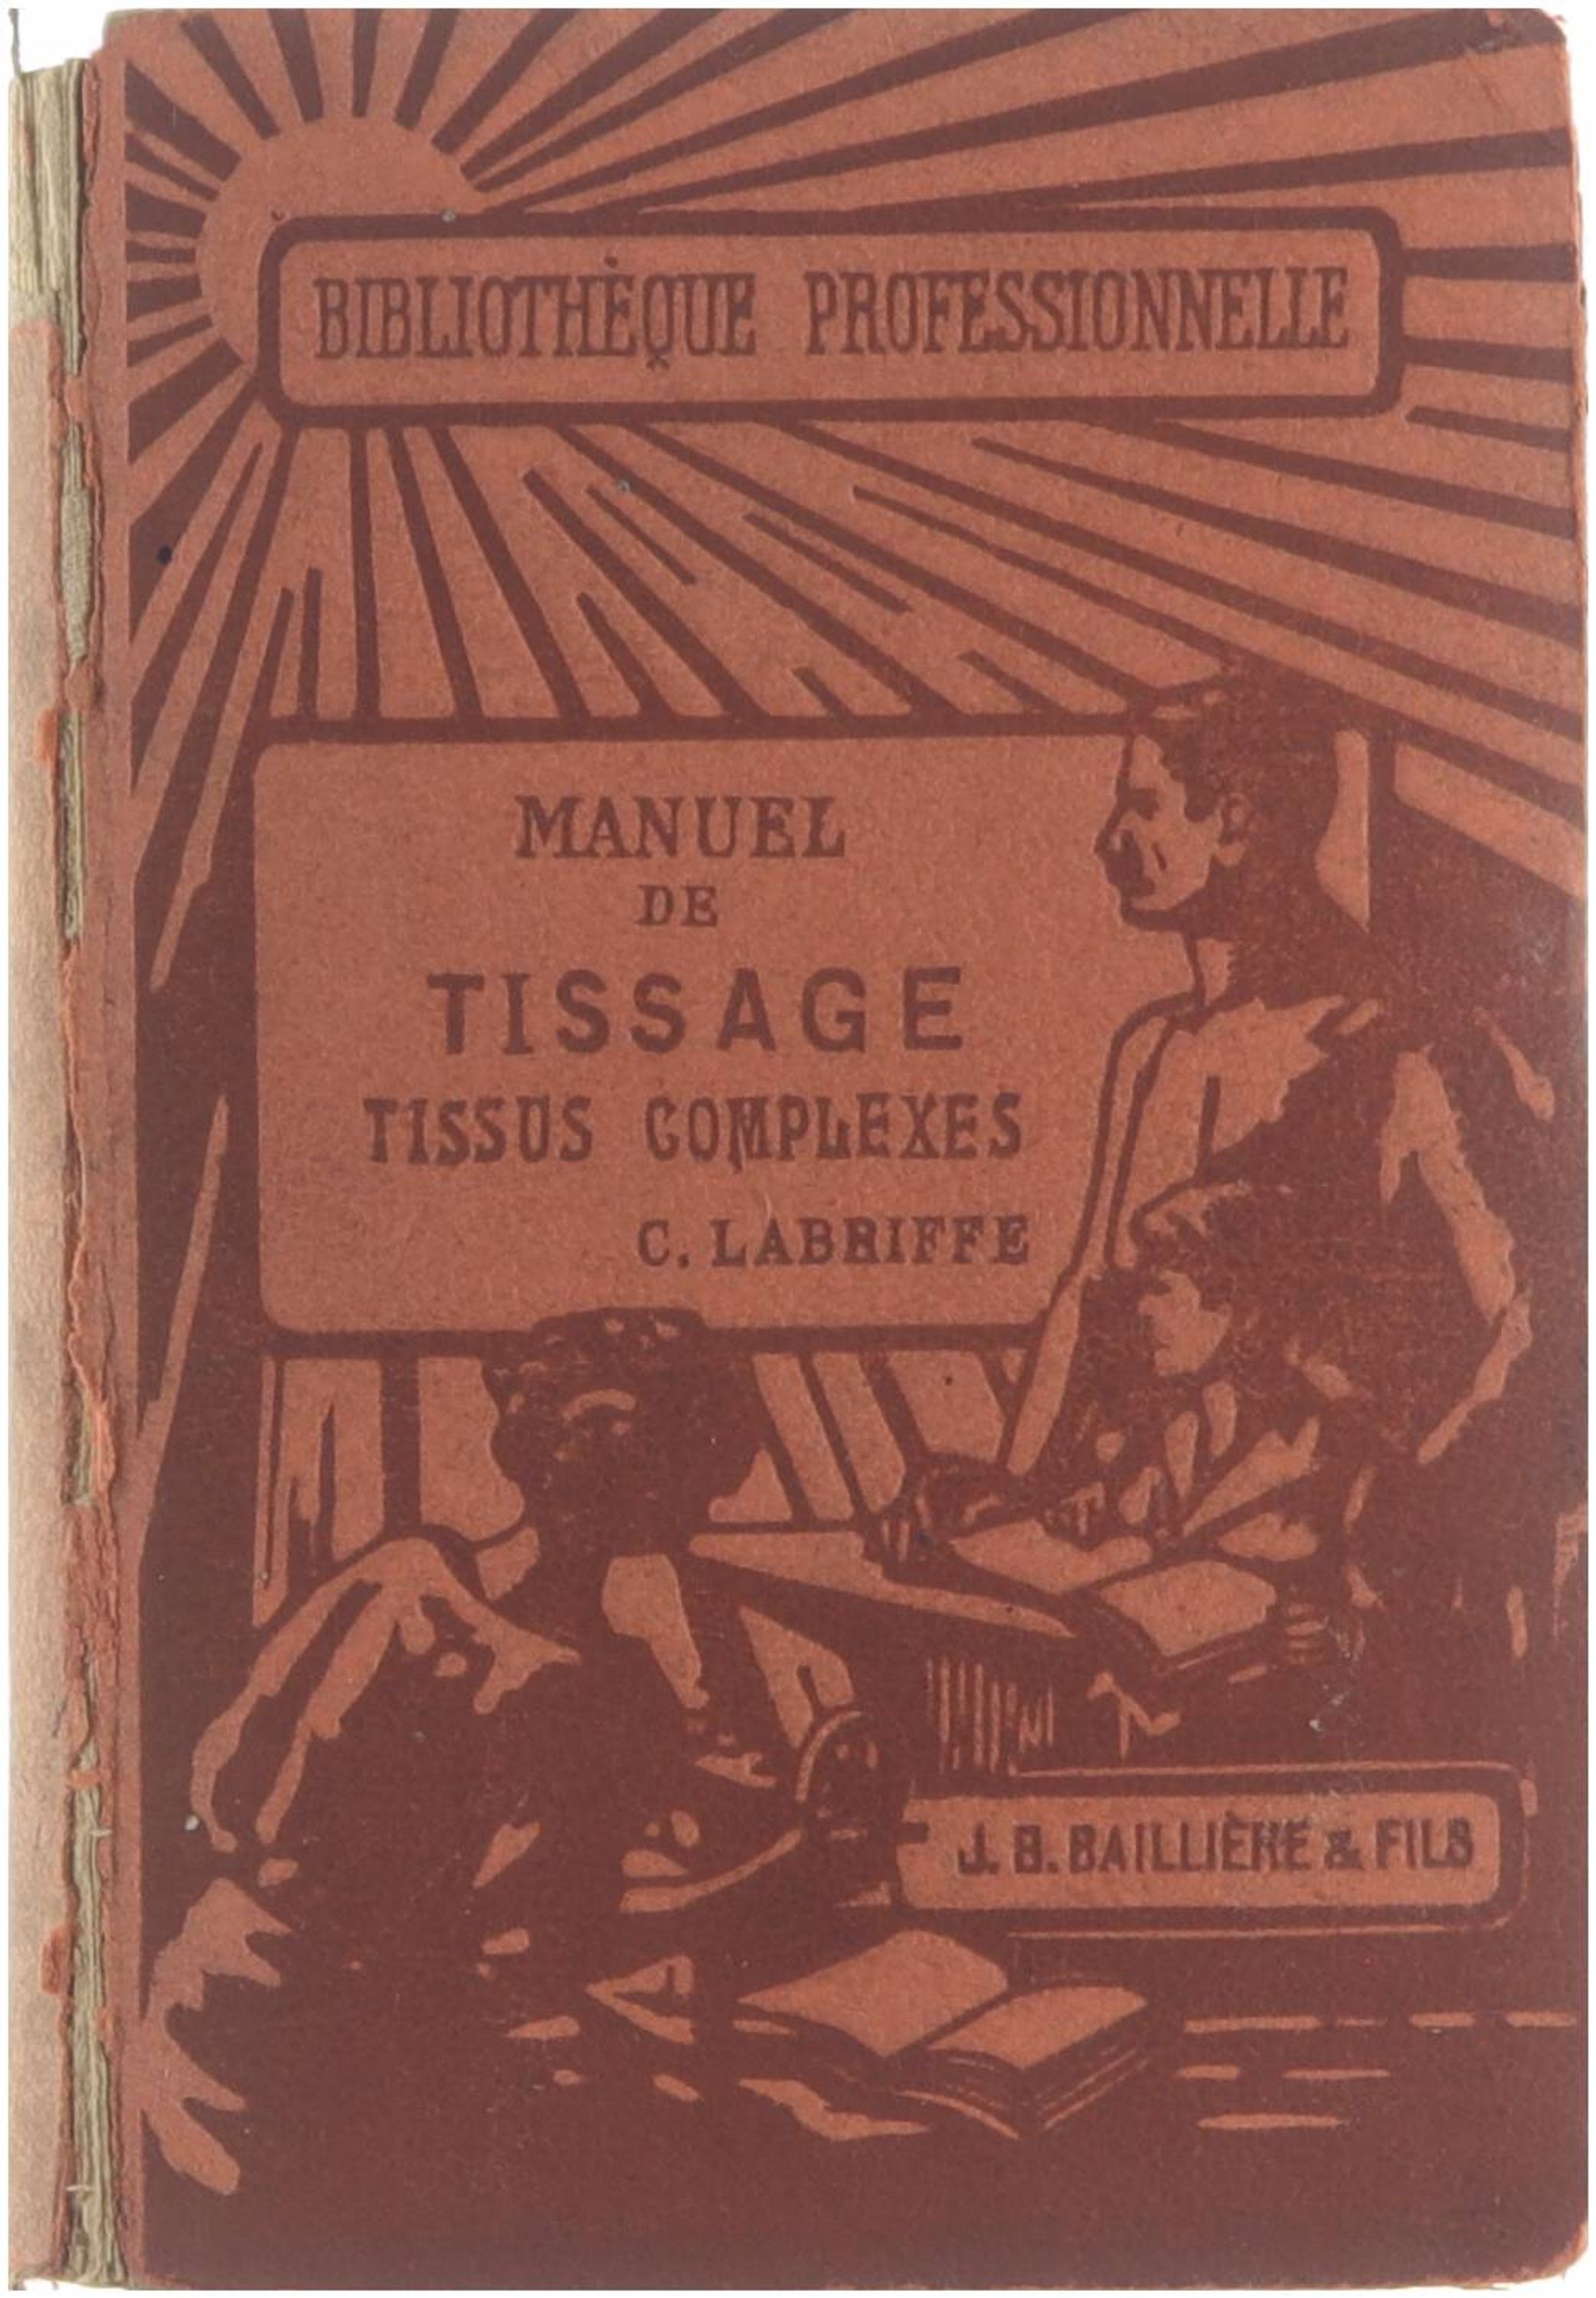 BIBLIOTHÈQUE PROFESSIONNELLE
MANUEL
DE
TISSAGE
TISSUS COMPLEXES
C. LABRIFFE
J. B. BAILLIÈRE & FILS